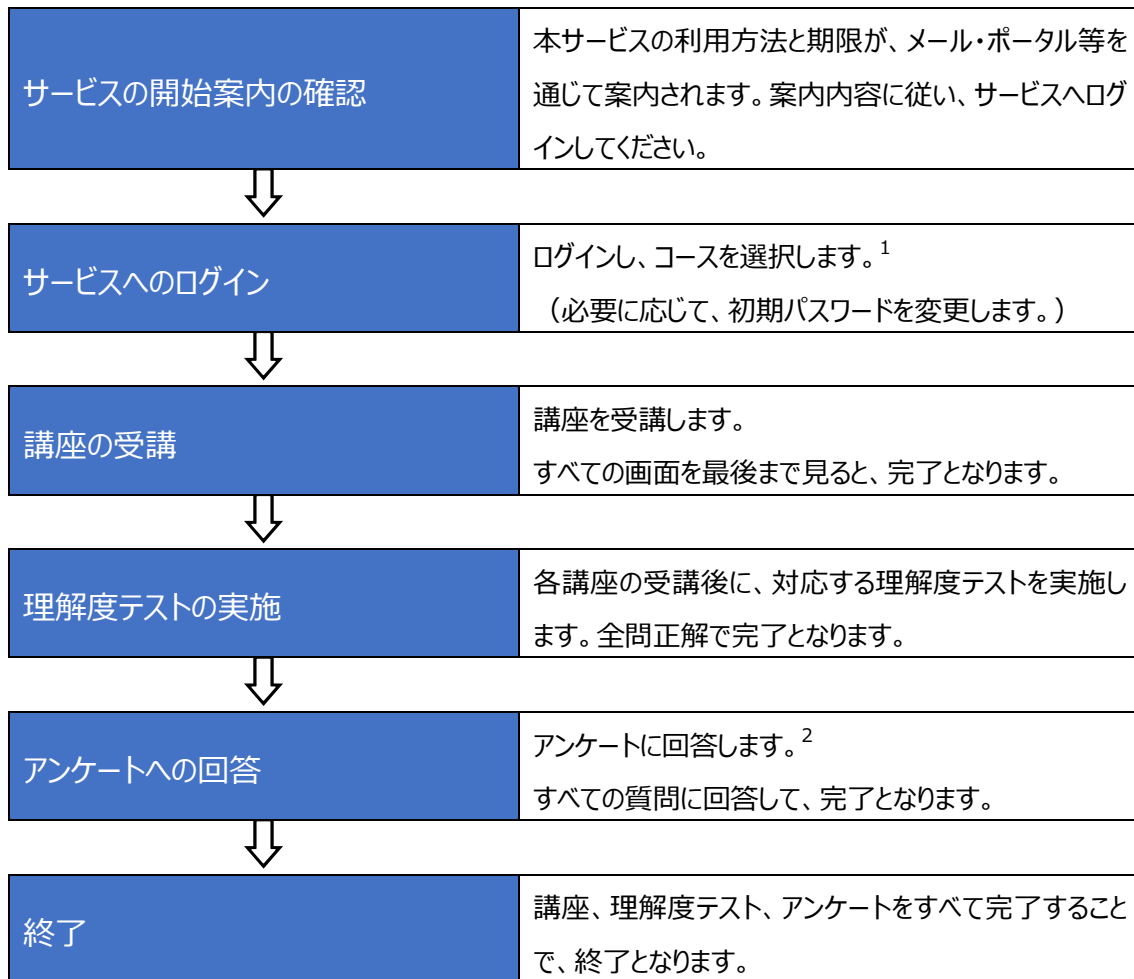 サービスの開始案内の確認
本サービスの利用方法と期限が、メール・ポータル等を
通じて案内されます。案内内容に従い、サービスへログ
インしてください。
サービスへのログイン
ログインし、コースを選択します。1
（必要に応じて、初期パスワードを変更します。）
講座の受講
講座を受講します。
すべての画面を最後まで見ると、完了となります。
理解度テストの実施
各講座の受講後に、対応する理解度テストを実施し
ます。全問正解で完了となります。
アンケートへの回答
アンケートに回答します。2
すべての質問に回答して、完了となります。
終了
講座、理解度テスト、アンケートをすべて完了すること
で、終了となります。